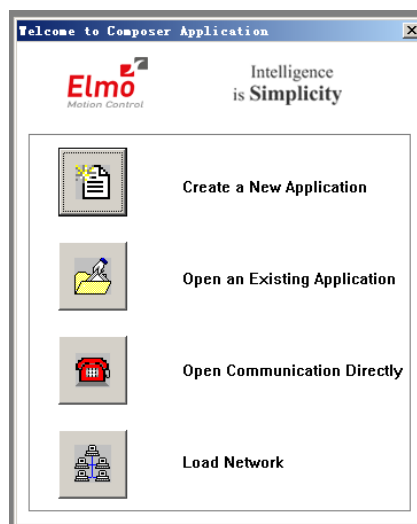 Welcome to Composer Application
Elmo
Motion Control
Intelligence
is Simplicity
Create a New Application
Open an Existing Application
Open Communication Directly
Load Network